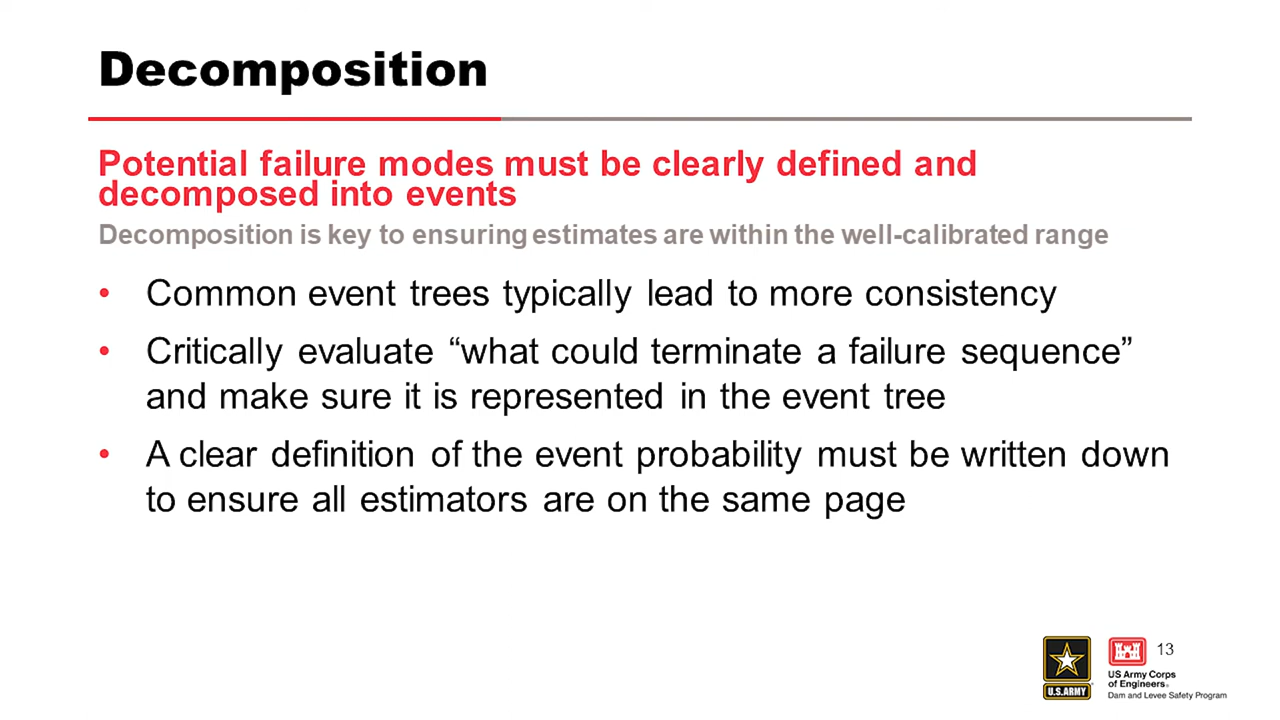 Decomposition
Potential failure modes must be clearly defined and
decomposed into events
Decomposition is key to ensuring estimates are within the well-calibrated range
• Common event trees typically lead to more consistency
• Critically evaluate “what could terminate a failure sequence”
and make sure it is represented in the event tree
• A clear definition of the event probability must be written down
to ensure all estimators are on the same page
13
U.S.ARMY
US Army Corps
of Engineers®
Dam and Levee Safety Program